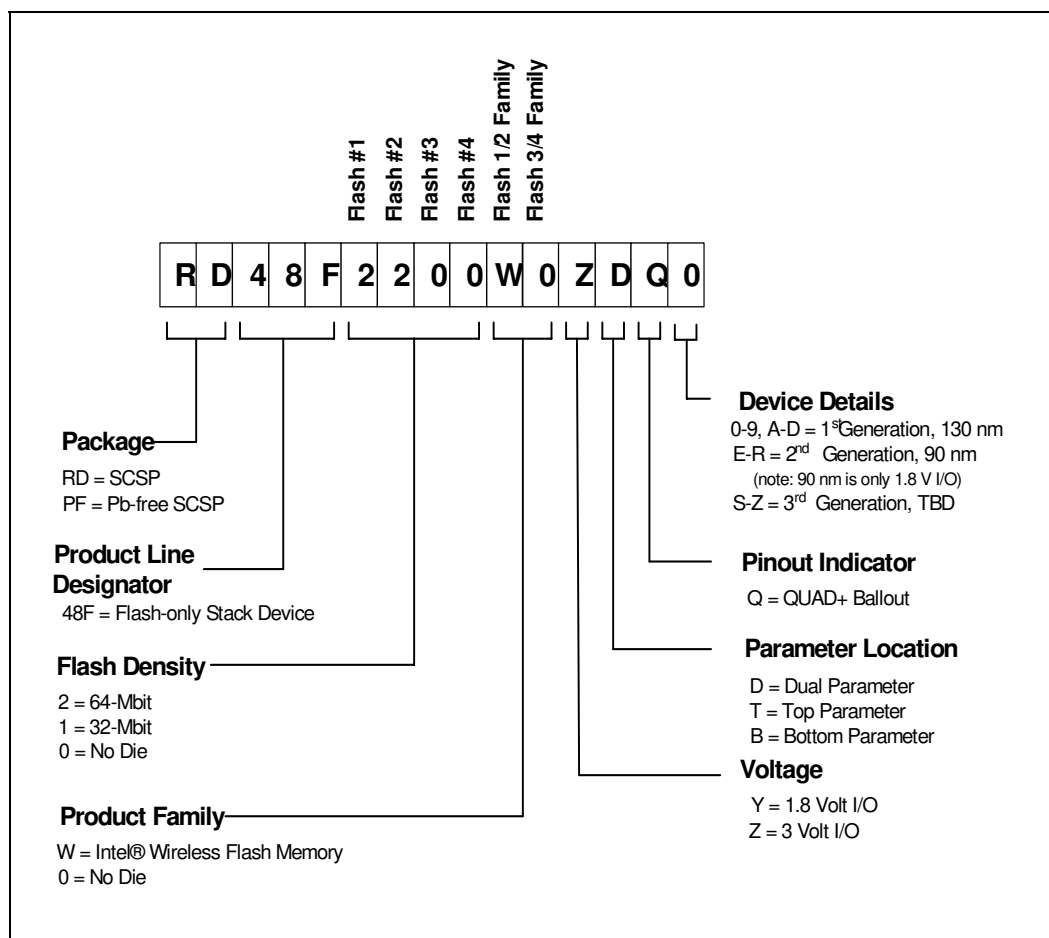 Flash #1
Flash #2
Flash #3
Flash #4
Flash 1/2 Family
Flash 3/4 Family
R D 4 8 F 2 2 0 0 W 0 Z D Q 0
Package
RD = SCSP
PF = Pb-free SCSP
Product Line
Designator
48F = Flash-only Stack Device
Flash Density
2 = 64-Mbit
1 = 32-Mbit
0 = No Die
Product Family
W = Intel® Wireless Flash Memory
0 = No Die
Device Details
0-9, A-D = 1st Generation, 130 nm
E-R = 2nd Generation, 90 nm
(note: 90 nm is only 1.8 V I/O)
S-Z = 3rd Generation, TBD
Pinout Indicator
Q = QUAD+ Ballout
Parameter Location
D = Dual Parameter
T = Top Parameter
B = Bottom Parameter
Voltage
Y = 1.8 Volt I/O
Z = 3 Volt I/O